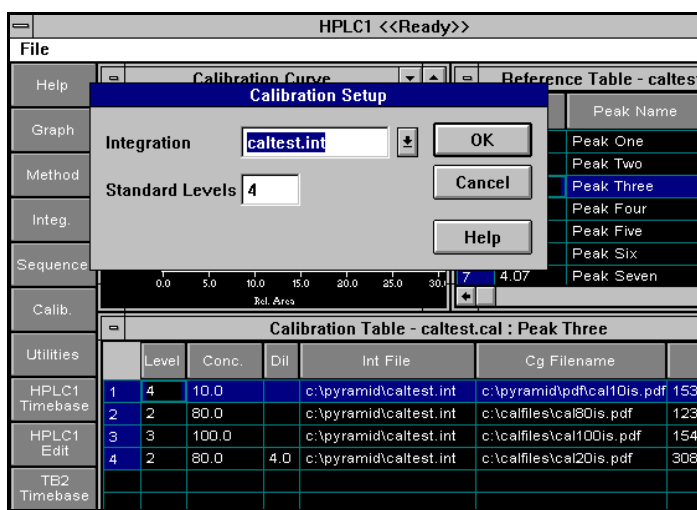 HPLC1 <<Ready>>
File
Help
Graph
Method
Integ.
Sequence
Calib.
Utilities
HPLC1
Timebase
HPLC1
Edit
TB2
Timebase
Calibration Curve
Reference Table - caltes
Calibration Setup
Integration caltest.int
Standard Levels 4
OK
Cancel
Help
Peak Name
Peak One
Peak Two
Peak Three
Peak Four
Peak Five
Peak Six
7 4.07 Peak Seven
0.0 5.0 10.0 15.0 20.0 25.0 30.
Rel. Area
Calibration Table - caltest.cal : Peak Three
Level Conc. Dil Int File Cg Filename
1 4 10.0 c:\pyramid\caltest.int c:\pyramid\pdf\cal10is.pdf 153
2 2 80.0 c:\pyramid\caltest.int c:\calfiles\cal80is.pdf 123
3 3 100.0 c:\pyramid\caltest.int c:\calfiles\cal100is.pdf 154
4 2 80.0 4.0 c:\pyramid\caltest.int c:\calfiles\cal20is.pdf 308